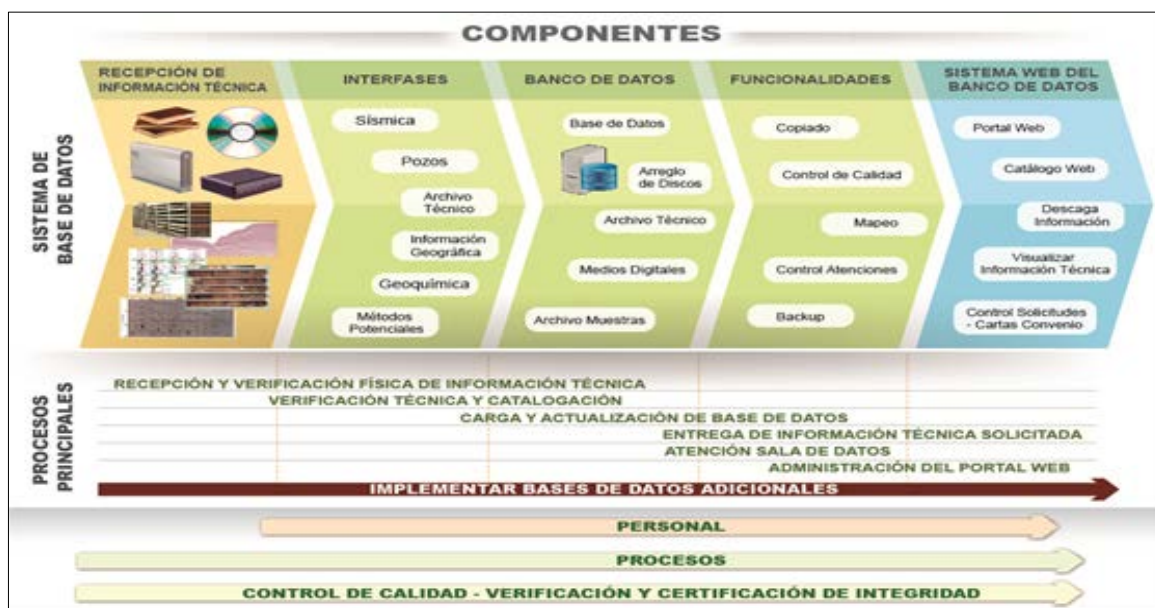 COMPONENTES
RECEPCIÓN DE
INFORMACIÓN TÉCNICA
INTERFASES
BANCO DE DATOS
FUNCIONALIDADES
SISTEMA WEB DEL
BANCO DE DATOS
SISTEMA DE
BASE DE DATOS
Sísmica
Pozos
Archivo
Técnico
Información
Geográfica
Geoquímica
Métodos
Potenciales
Base de Datos
Arreglo
de Discos
Archivo Técnico
Medios Digitales
Archivo Muestras
Copiado
Control de Calidad
Mapeo
Control Atenciones
Backup
Portal Web
Catálogo Web
Descaga
Información
Visualizar
Información Técnica
Control Solicitudes
- Cartas Convenio
PROCESOS
PRINCIPALES
RECEPCIÓN Y VERIFICACIÓN FÍSICA DE INFORMACIÓN TÉCNICA
VERIFICACIÓN TÉCNICA Y CATALOGACIÓN
CARGA Y ACTUALIZACIÓN DE BASE DE DATOS
ENTREGA DE INFORMACIÓN TÉCNICA SOLICITADA
ATENCIÓN SALA DE DATOS
ADMINISTRACIÓN DEL PORTAL WEB
IMPLEMENTAR BASES DE DATOS ADICIONALES
PERSONAL
PROCESOS
CONTROL DE CALIDAD - VERIFICACIÓN Y CERTIFICACIÓN DE INTEGRIDAD